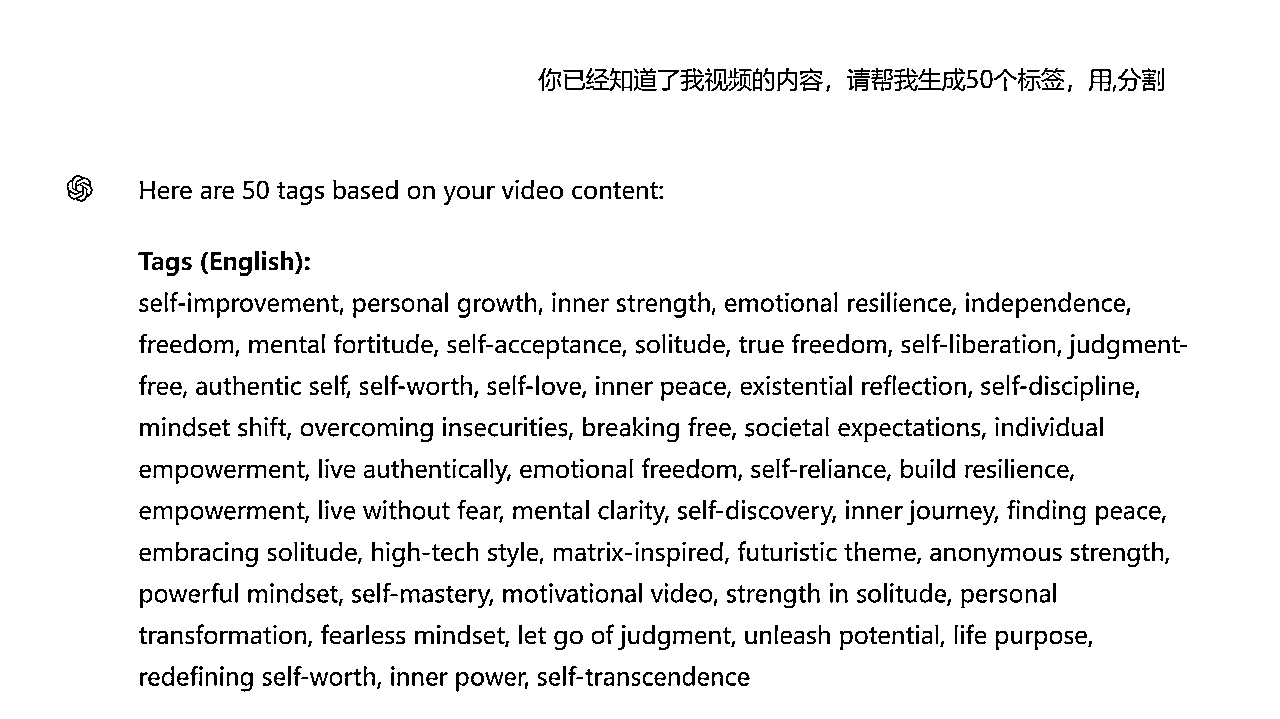 你已经知道了我视频的内容，请帮我生成50个标签，用,分割
Here are 50 tags based on your video content:
Tags (English):
self-improvement, personal growth, inner strength, emotional resilience, independence,
freedom, mental fortitude, self-acceptance, solitude, true freedom, self-liberation, judgment-
free, authentic self, self-worth, self-love, inner peace, existential reflection, self-discipline,
mindset shift, overcoming insecurities, breaking free, societal expectations, individual
empowerment, live authentically, emotional freedom, self-reliance, build resilience,
empowerment, live without fear, mental clarity, self-discovery, inner journey, finding peace,
embracing solitude, high-tech style, matrix-inspired, futuristic theme, anonymous strength,
powerful mindset, self-mastery, motivational video, strength in solitude, personal
transformation, fearless mindset, let go of judgment, unleash potential, life purpose,
redefining self-worth, inner power, self-transcendence